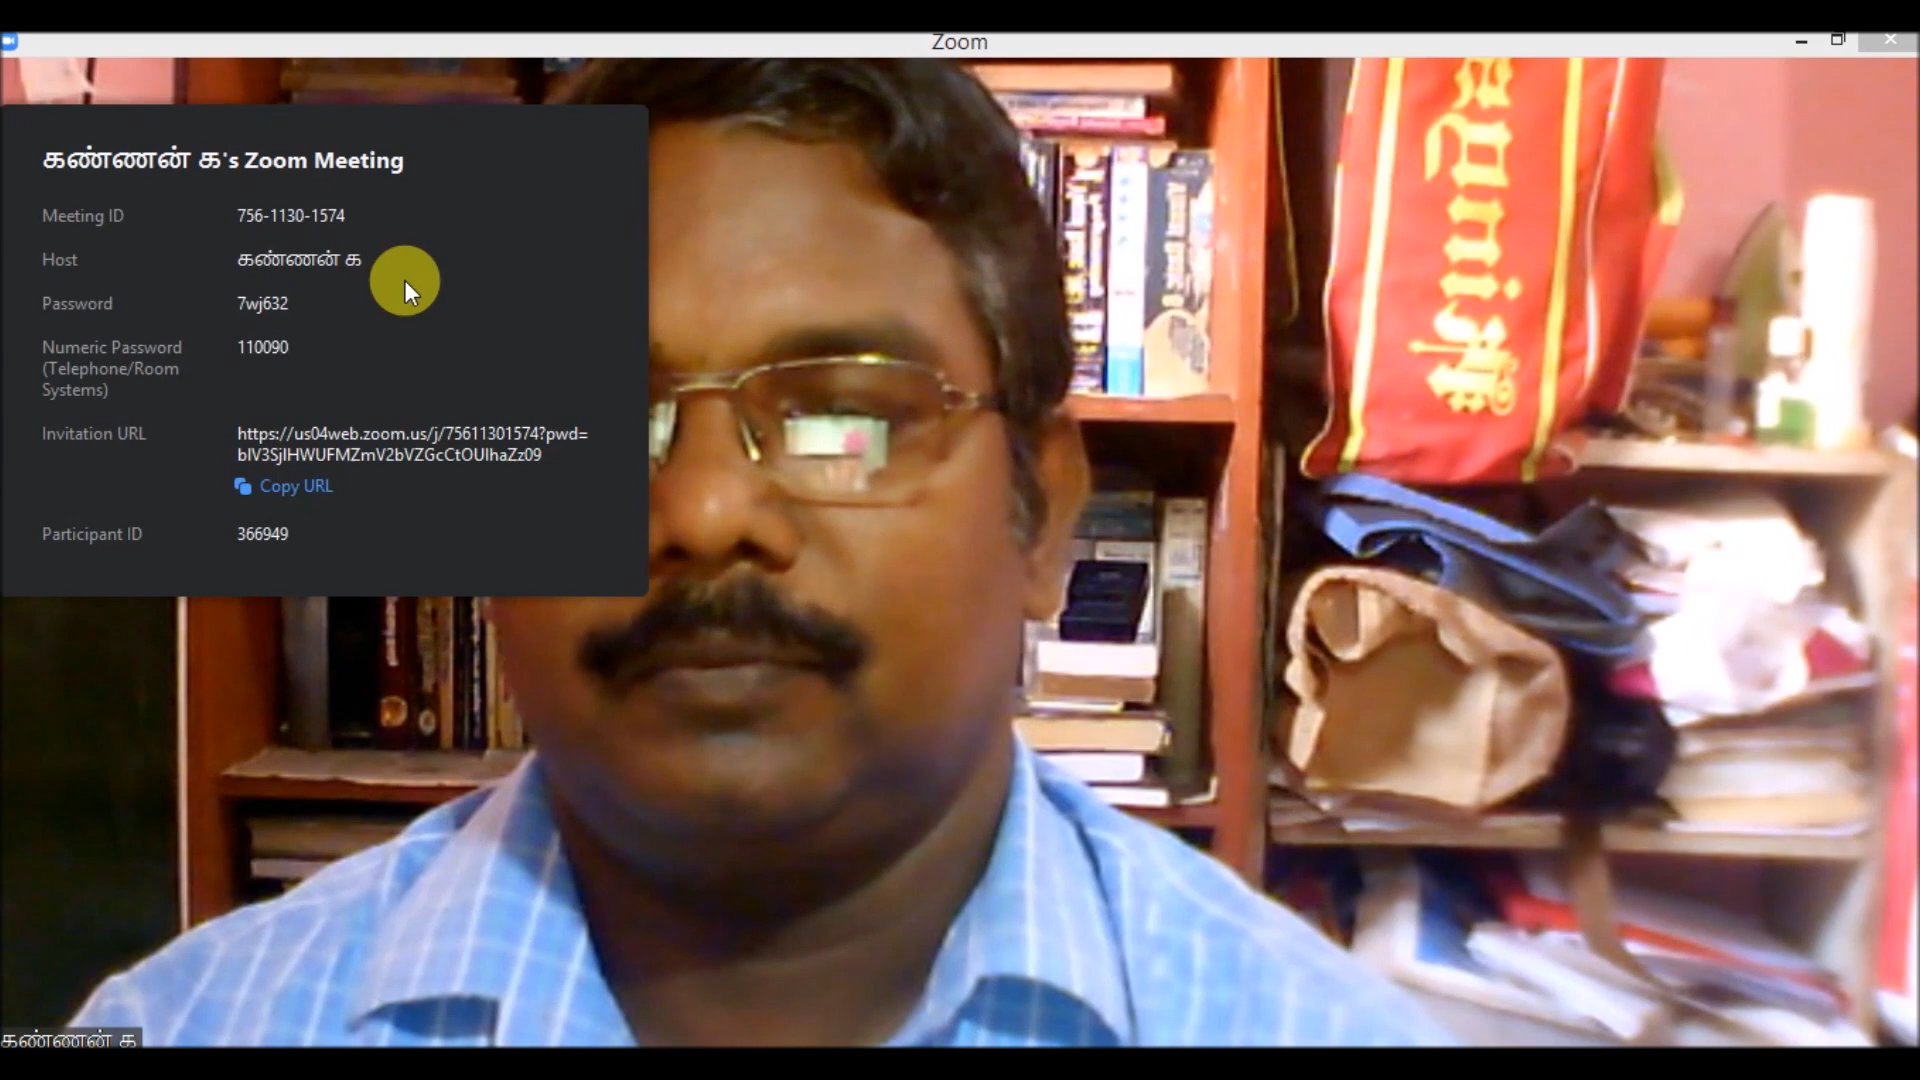 Zoom
கண்ணன் க's Zoom Meeting
Meeting ID 756-1130-1574
Host கண்ணன் க
Password 7wj632
Numeric Password 110090
(Telephone/Room
Systems)
Invitation URL https://us04web.zoom.us/j/75611301574?pwd=
bIV3SjlHWUFMZmV2bVZGcCtOUlhaZz09
Copy URL
Participant ID 366949
கண்ணன் க